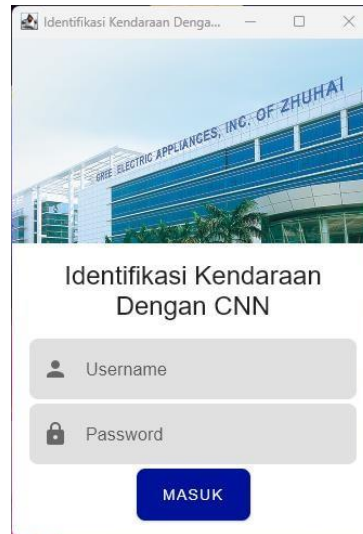 Identifikasi Kendaraan Denga...
GREE ELECTRIC APPLIANCES, INC. OF ZHUHAI
Identifikasi Kendaraan
Dengan CNN
Username
Password
MASUK